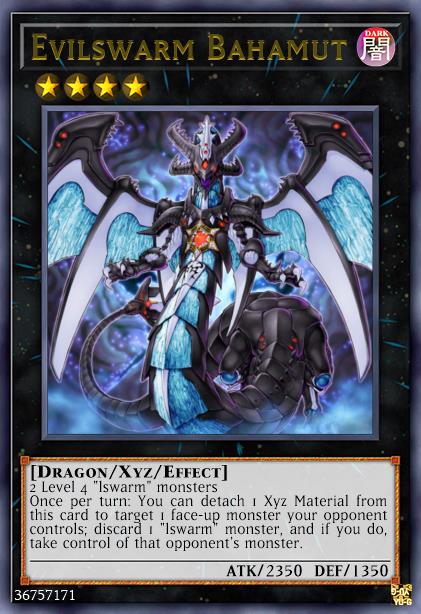 EVILSWARM BAHAMUT
DARK
闇
[DRAGON/XYZ/EFFECT]
2 Level 4 "lswarm" monsters
Once per turn: You can detach 1 Xyz Material from
this card to target 1 face-up monster your opponent
controls; discard 1 "lswarm" monster, and if you do,
take control of that opponent's monster.
ATK/2350 DEF/1350
36757171